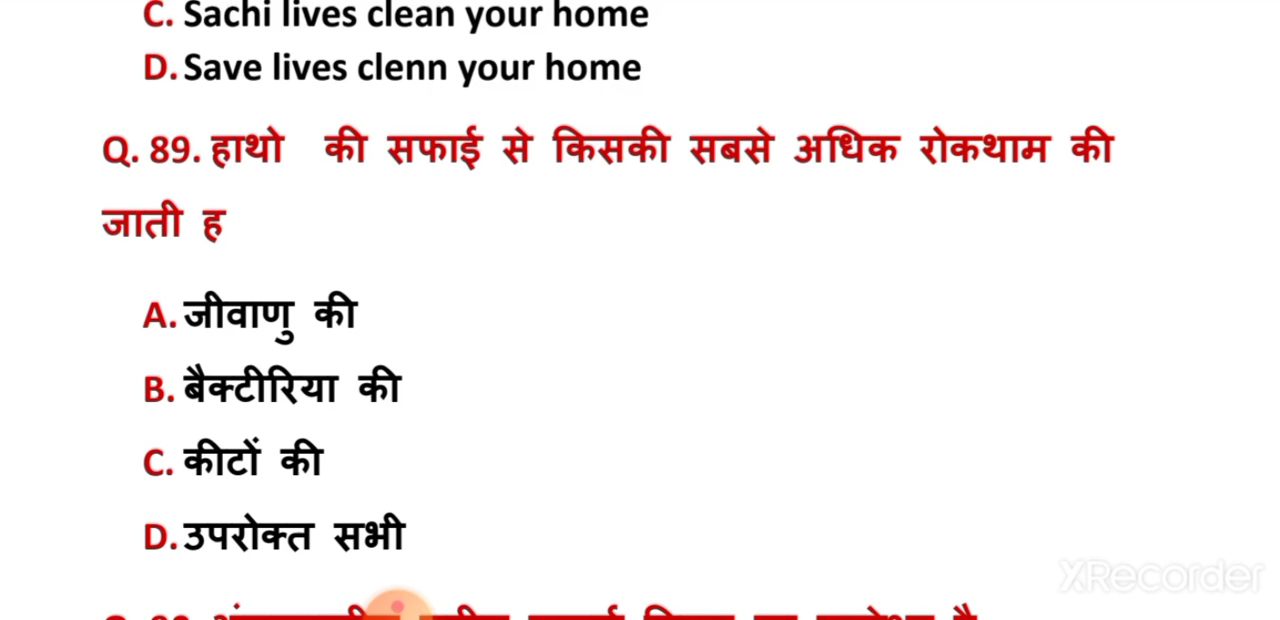 C. Sachi lives clean your home
D. Save lives clenn your home
Q. 89. हाथो की सफाई से किसकी सबसे अधिक रोकथाम की
जाती ह
A. जीवाणु की
B. बैक्टीरिया की
C. कीटों की
D. उपरोक्त सभी
XRecorder